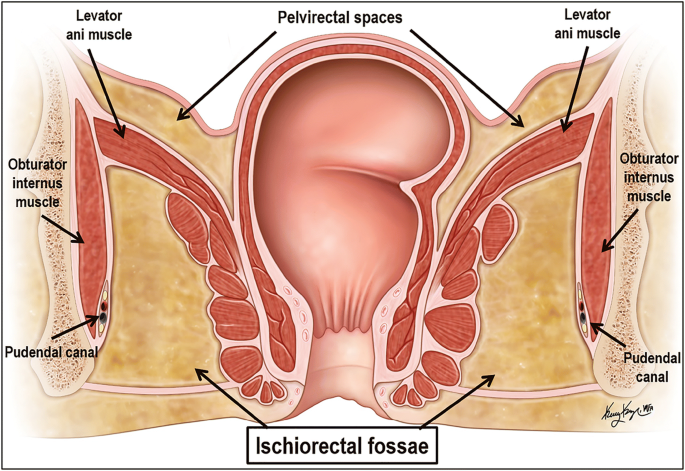 Levator
ani muscle
Pelvirectal spaces
Levator
ani muscle
Obturator
internus
muscle
Obturator
internus
muscle
Pudendal canal
Pudendal
canal
Ischiorectal fossae